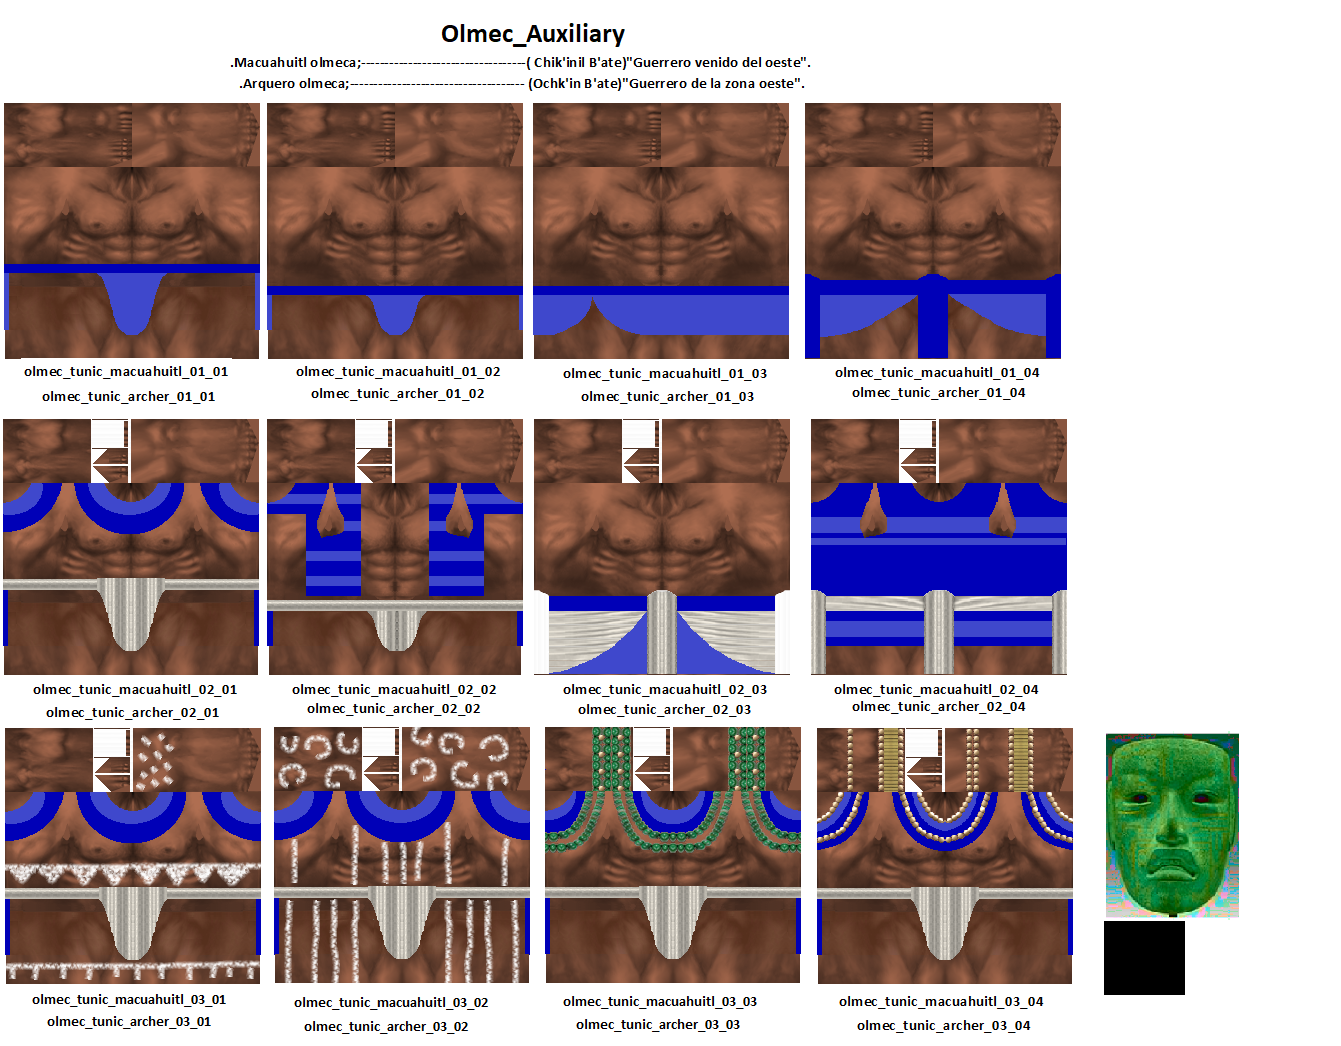 Olmec_Auxiliary
.Macuahuitl olmeca;---------------------------------( Chik'inil B'ate)"Guerrero venido del oeste".
.Arquero olmeca;----------------------------------- (Ochk'in B'ate)"Guerrero de la zona oeste".
olmec_tunic_macuahuitl_01_01
olmec_tunic_archer_01_01
olmec_tunic_macuahuitl_01_02
olmec_tunic_archer_01_02
olmec_tunic_macuahuitl_01_03
olmec_tunic_archer_01_03
olmec_tunic_macuahuitl_01_04
olmec_tunic_archer_01_04
olmec_tunic_macuahuitl_02_01
olmec_tunic_archer_02_01
olmec_tunic_macuahuitl_02_02
olmec_tunic_archer_02_02
olmec_tunic_macuahuitl_02_03
olmec_tunic_archer_02_03
olmec_tunic_macuahuitl_02_04
olmec_tunic_archer_02_04
olmec_tunic_macuahuitl_03_01
olmec_tunic_archer_03_01
olmec_tunic_macuahuitl_03_02
olmec_tunic_archer_03_02
olmec_tunic_macuahuitl_03_03
olmec_tunic_archer_03_03
olmec_tunic_macuahuitl_03_04
olmec_tunic_archer_03_04